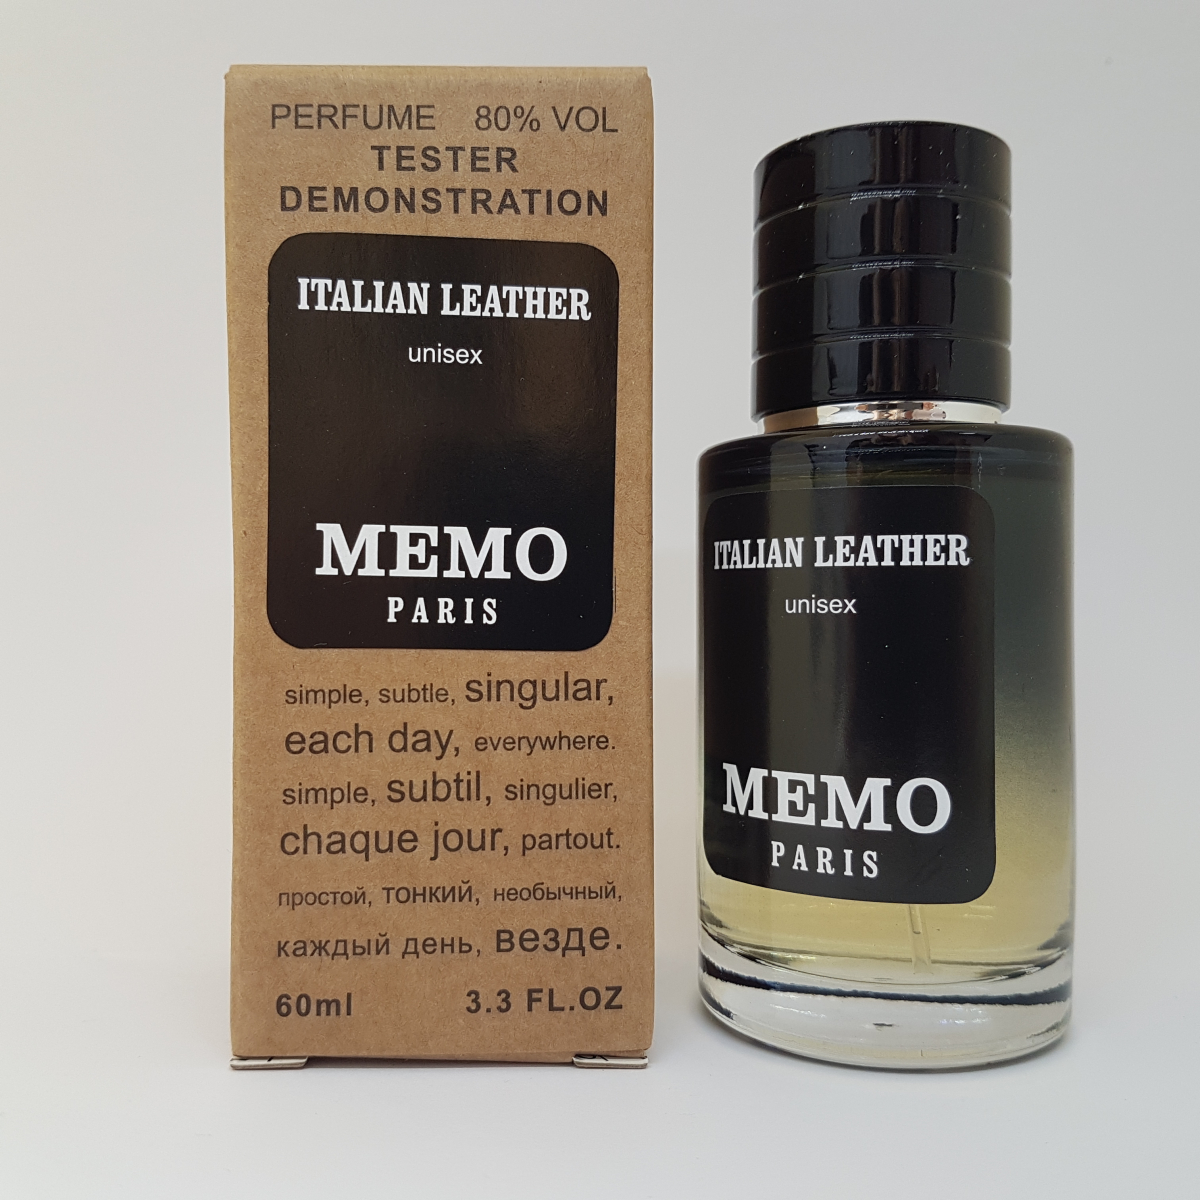 PERFUME 80% VOL
TESTER
DEMONSTRATION
ITALIAN LEATHER
unisex
MEMO
PARIS
simple, subtle, singular,
each day, everywhere.
simple, subtil, singulier,
chaque jour, partout.
простой, тонкий, необычный,
каждый день, везде.
60ml 3.3 FL.OZ
ITALIAN LEATHER
unisex
MEMO
PARIS